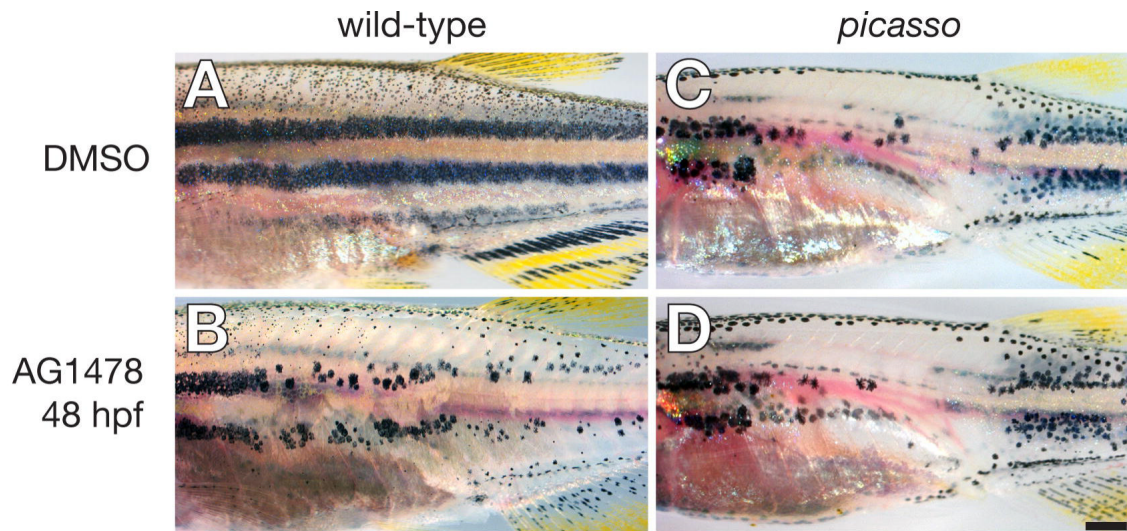 wild-type
picasso
DMSO
A
C
AG1478
48 hpf
B
D